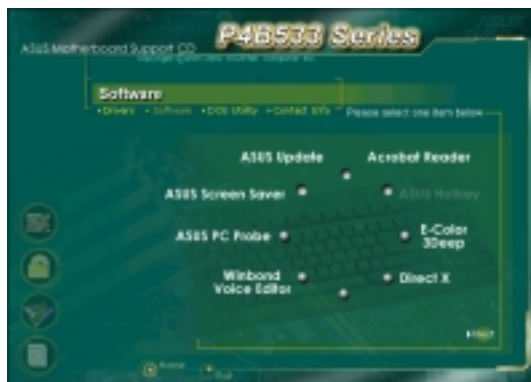 ASUS Motherboard Support CD
P4B533 Series
Software
•Drivers •Software •DOS Utility •Contact Info
Please select one item below
ASUS Update
Acrobat Reader
ASUS Screen Saver
ASUS Hotkey
ASUS PC Probe
E-Color
3Deep
Winbond
Voice Editor
Direct X
Exit